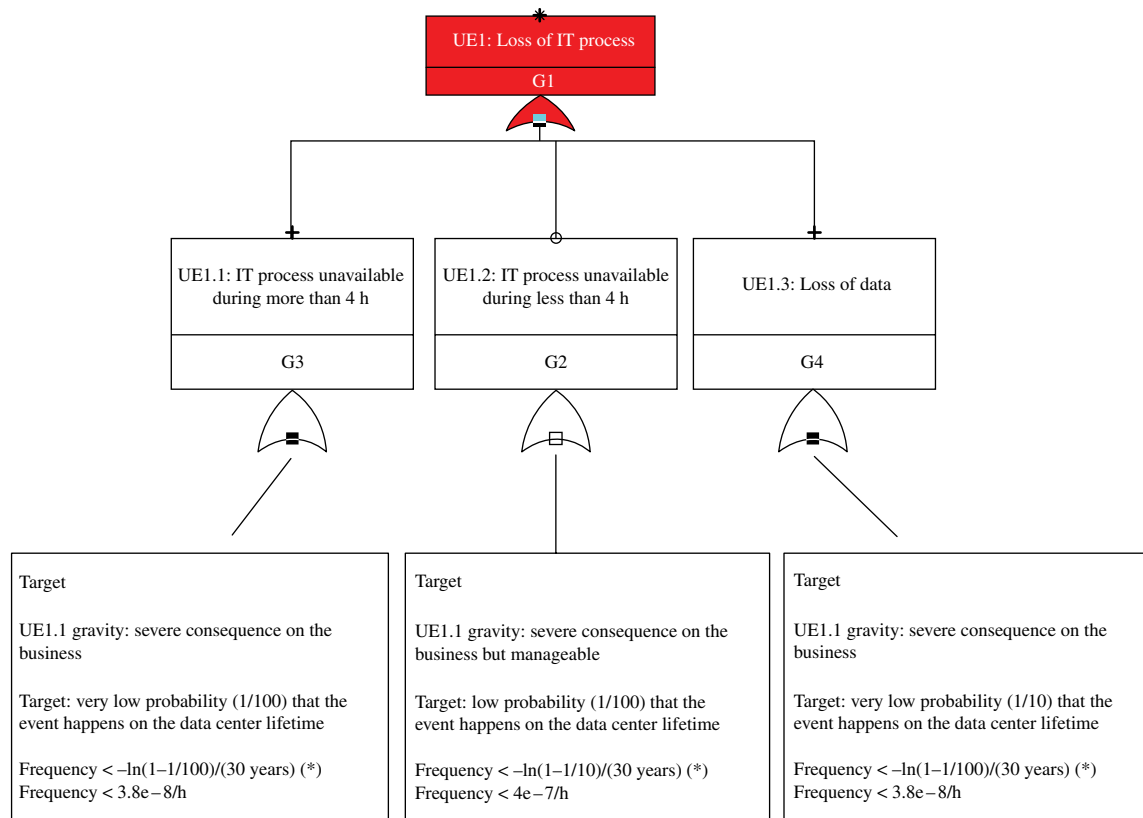 UE1: Loss of IT process
G1
UE1.1: IT process unavailable
during more than 4 h
G3
UE1.2: IT process unavailable
during less than 4 h
G2
UE1.3: Loss of data
G4
Target
UE1.1 gravity: severe consequence on the
business
Target: very low probability (1/100) that the
event happens on the data center lifetime
Frequency < –ln(1–1/100)/(30 years) (*)
Frequency < 3.8e–8/h
Target
UE1.1 gravity: severe consequence on the
business but manageable
Target: low probability (1/100) that the
event happens on the data center lifetime
Frequency < –ln(1–1/10)/(30 years) (*)
Frequency < 4e–7/h
Target
UE1.1 gravity: severe consequence on the
business
Target: very low probability (1/10) that the
event happens on the data center lifetime
Frequency < –ln(1–1/100)/(30 years) (*)
Frequency < 3.8e–8/h